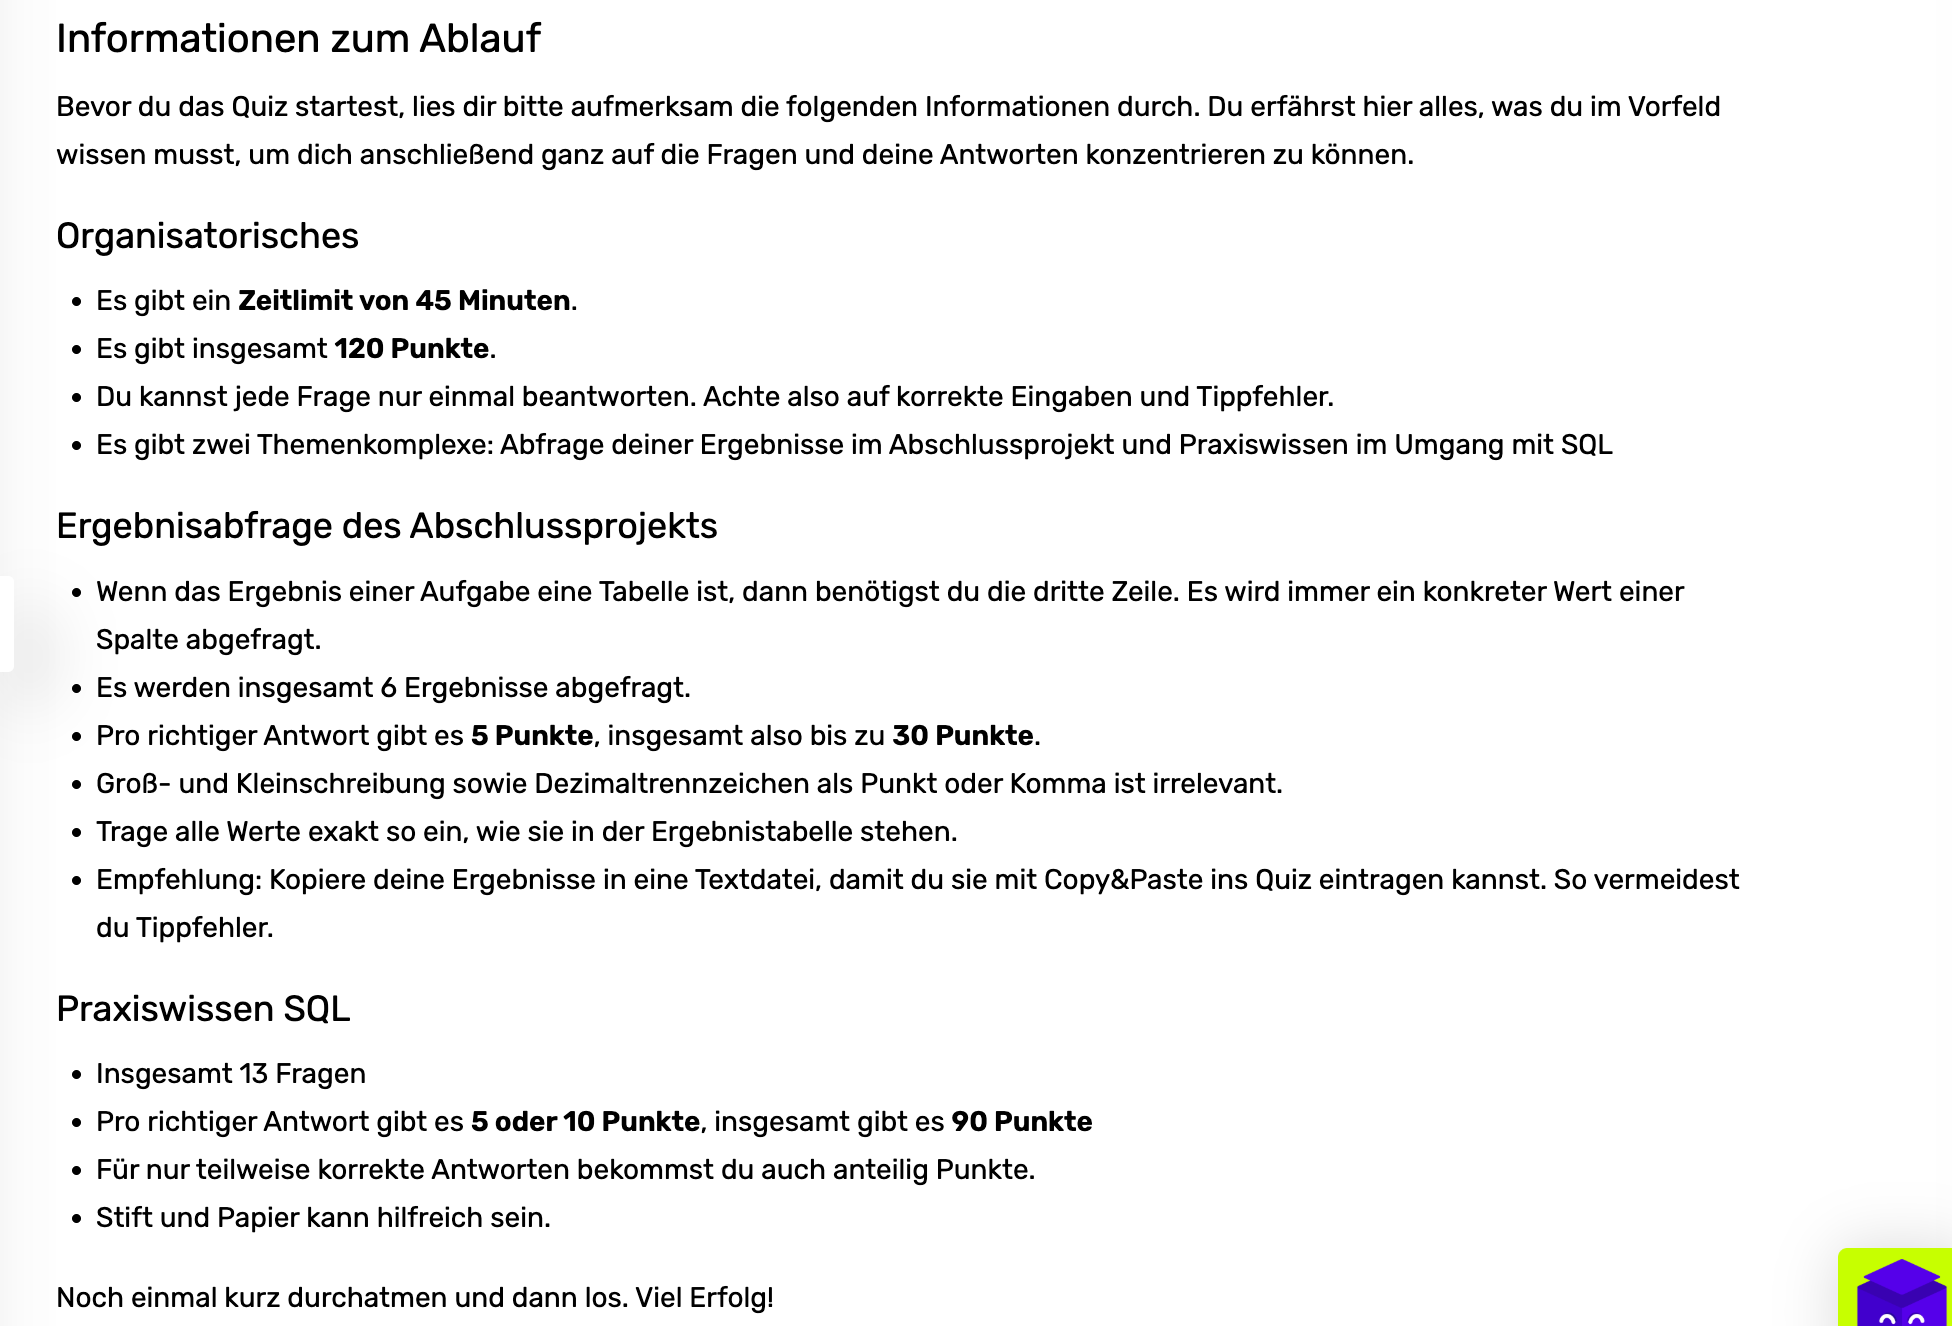 Informationen zum Ablauf
Bevor du das Quiz startest, lies dir bitte aufmerksam die folgenden Informationen durch. Du erfährst hier alles, was du im Vorfeld
wissen musst, um dich anschließend ganz auf die Fragen und deine Antworten konzentrieren zu können.
Organisatorisches
• Es gibt ein Zeitlimit von 45 Minuten.
• Es gibt insgesamt 120 Punkte.
• Du kannst jede Frage nur einmal beantworten. Achte also auf korrekte Eingaben und Tippfehler.
• Es gibt zwei Themenkomplexe: Abfrage deiner Ergebnisse im Abschlussprojekt und Praxiswissen im Umgang mit SQL
Ergebnisabfrage des Abschlussprojekts
• Wenn das Ergebnis einer Aufgabe eine Tabelle ist, dann benötigst du die dritte Zeile. Es wird immer ein konkreter Wert einer
Spalte abgefragt.
• Es werden insgesamt 6 Ergebnisse abgefragt.
• Pro richtiger Antwort gibt es 5 Punkte, insgesamt also bis zu 30 Punkte.
• Groß- und Kleinschreibung sowie Dezimaltrennzeichen als Punkt oder Komma ist irrelevant.
• Trage alle Werte exakt so ein, wie sie in der Ergebnistabelle stehen.
• Empfehlung: Kopiere deine Ergebnisse in eine Textdatei, damit du sie mit Copy&Paste ins Quiz eintragen kannst. So vermeidest
du Tippfehler.
Praxiswissen SQL
• Insgesamt 13 Fragen
• Pro richtiger Antwort gibt es 5 oder 10 Punkte, insgesamt gibt es 90 Punkte
• Für nur teilweise korrekte Antworten bekommst du auch anteilig Punkte.
• Stift und Papier kann hilfreich sein.
Noch einmal kurz durchatmen und dann los. Viel Erfolg!